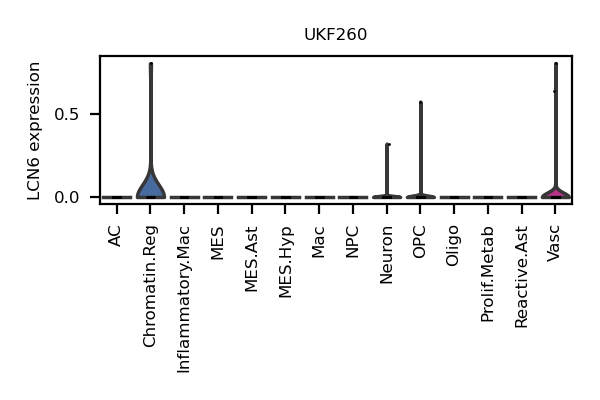 UKF260
LCN6 expression
0.5
0.0
AC
Chromatin.Reg
Inflammatory.Mac
MES
MES.Ast
MES.Hyp
Mac
NPC
Neuron
OPC
Oligo
Prolif.Metab
Reactive.Ast
Vasc